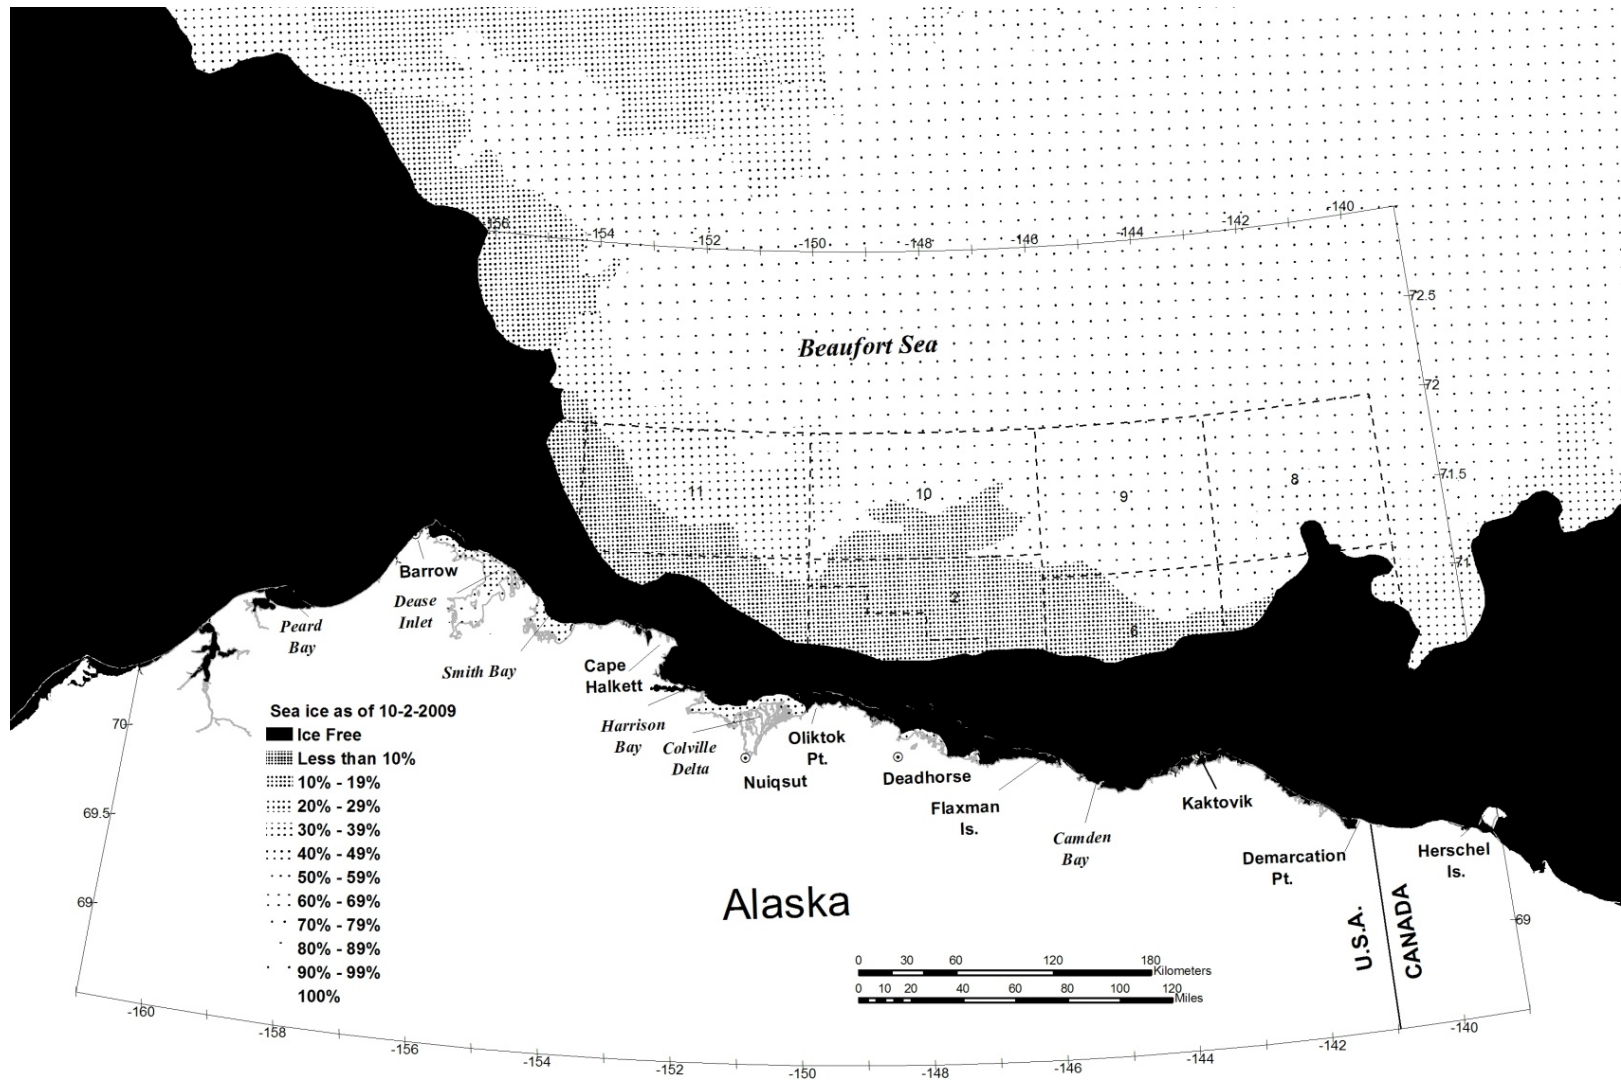 -140
-142
-156
-154
-152
-150
-148
-146
-144
72.5
Beaufort Sea
72
71.5
8
11
10
9
71
Barrow
Dease
Inlet
2
6
Peard
Bay
Smith Bay
Cape
Halkett
Harrison
Bay
Colville
Delta
Oliktok
Pt.
Nuiqsut
Deadhorse
Flaxman
Is.
Camden
Bay
Kaktovik
Demarcation
Pt.
Herschel
Is.
70
69.5
69
Sea ice as of 10-2-2009
Ice Free
Less than 10%
10% - 19%
20% - 29%
30% - 39%
40% - 49%
50% - 59%
60% - 69%
70% - 79%
80% - 89%
90% - 99%
100%
Alaska
U.S.A.
CANADA
69
0 30 60 120 180
Kilometers
0 10 20 40 60 80 100 120
Miles
-160
-158
-156
-154
-152
-150
-148
-146
-144
-142
-140